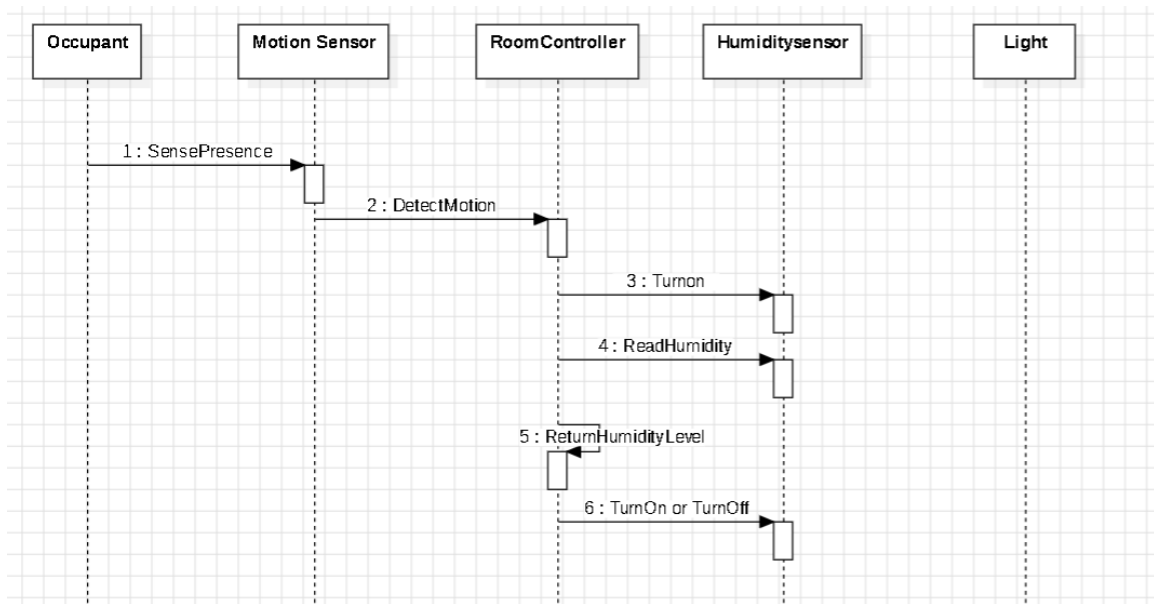 Occupant
Motion Sensor
RoomController
Humiditysensor
Light
1 : SensePresence
2 : DetectMotion
3 : Turnon
4 : ReadHumidity
5 : ReturnHumidityLevel
6 : TurnOn or TurnOff